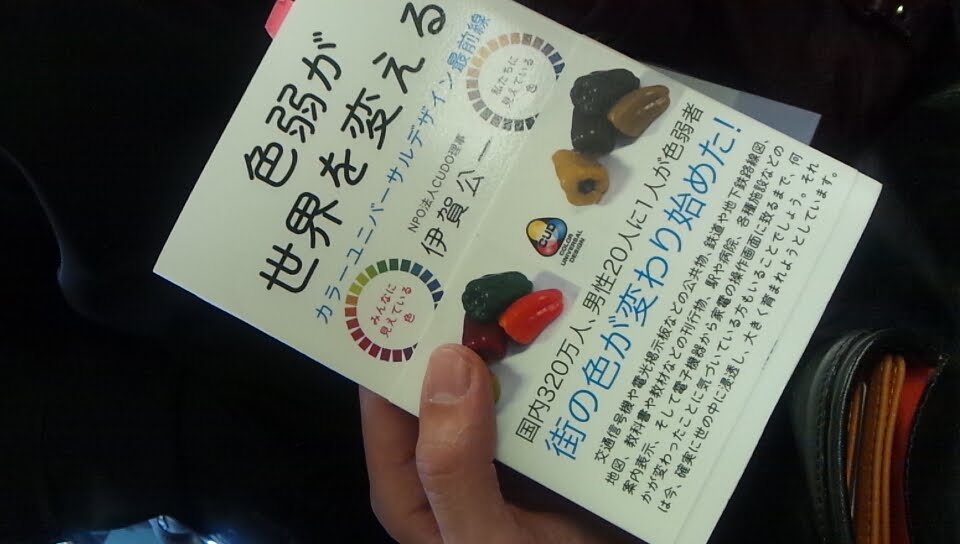 色弱が
世界を変える
カラーユニバーサルデザイン最前線
NPO法人CUDO理事
伊賀公一
みんなに
見えている
色
私たちに
見えている
色
CUD
COLOR
UNIVERSAL
DESIGN
国内320万人、男性20人に1人が色弱者
街の色が変わり始めた!
交通信号機や電光掲示板などの公共物、鉄道や地下鉄路線図、
地図、教科書や教材などの刊行物、駅や病院、各種施設などの
案内表示、そして電子機器から家電の操作画面に致るまで、何
かが変わったことに気づいている方もいることでしょう。それ
は今、確実に世の中に浸透し、大きく育まれようとしています。